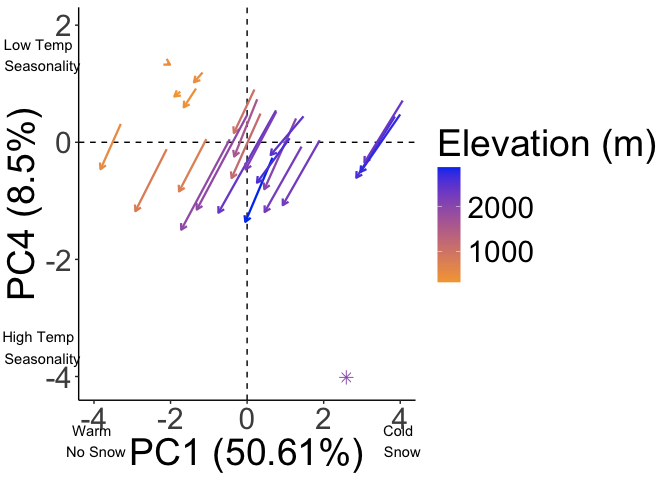 2
Low Temp
Seasonality
0
PC4 (8.5%)
-2
High Temp
Seasonality
-4
-4
-2
0
2
4
Warm
No Snow
PC1 (50.61%)
Cold
Snow
Elevation (m)
2000
1000